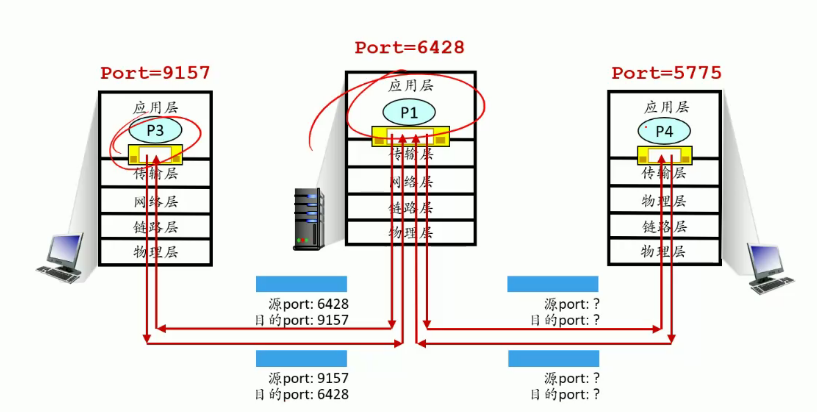 Port=6428
Port=9157
Port=5775
应用层
P3
传输层
网络层
链路层
物理层
应用层
P1
传输层
网络层
链路层
物理层
应用层
P4
传输层
物理层
链路层
物理层
源port: 6428
目的port: 9157
源port: 9157
目的port: 6428
源port: ?
目的port: ?
源port: ?
目的port: ?